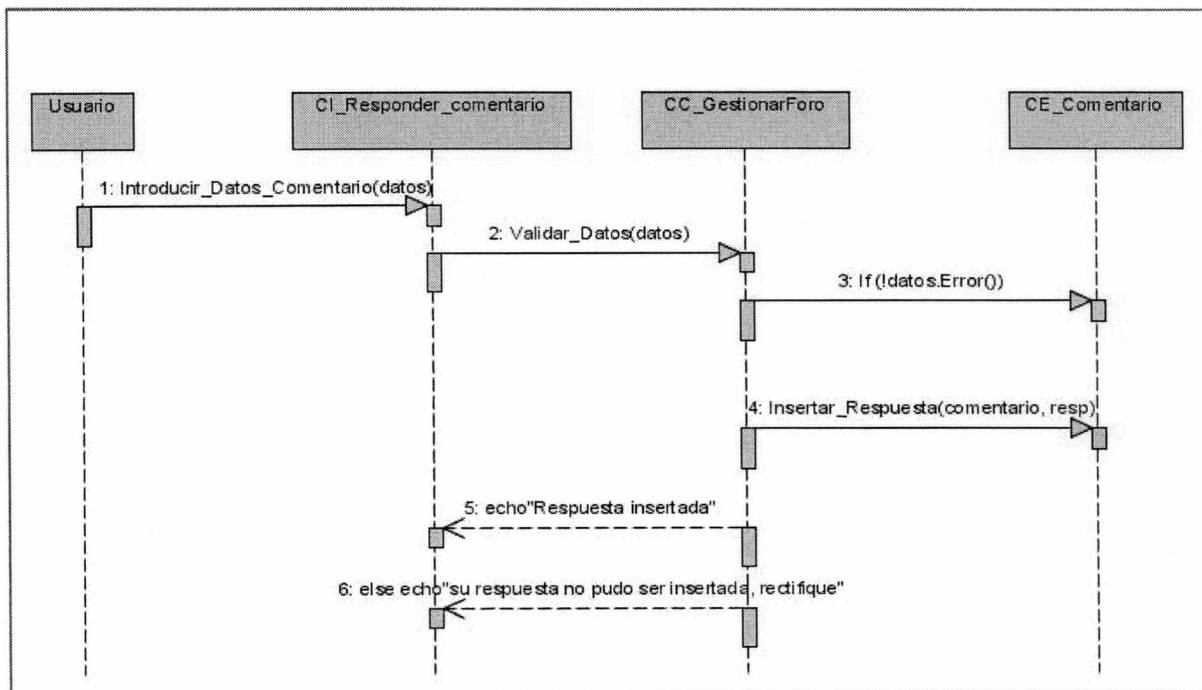 Usuario
CI_Responder_comentario
CC_GestionarForo
CE_Comentario
1: Introducir_Datos_Comentario(datos)
2: Validar_Datos(datos)
3: If (!datos.Error())
4: Insertar_Respuesta(comentario, resp)
5: echo"Respuesta insertada"
6: else echo"su respuesta no pudo ser insertada, rectifique"